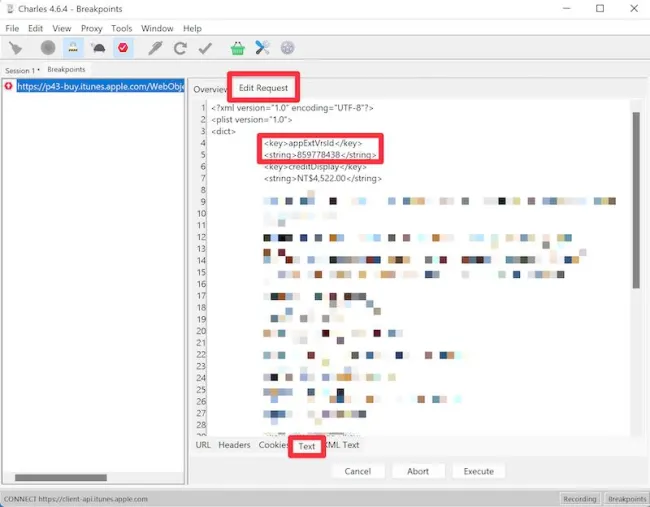 Charles 4.6.4 - Breakpoints
File Edit View Proxy Tools Window Help
Session 1 * Breakpoints
https://p43-buy.itunes.apple.com/WebObje
Overview Edit Request
1 <?xml version="1.0" encoding="UTF-8"?>
2 <plist version="1.0">
3 <dict>
4 <key>appExtVrsId</key>
5 <string>859778438</string>
6 <key>creditDisplay</key>
7 <string>NT$4,522.00</string>
8
9
10
11
12
13
14
15
16
17
18
19
20
21
22
23
24
25
26
27
28
URL Headers Cookies Text XML Text
Cancel Abort Execute
CONNECT https://client-api.itunes.apple.com Recording Breakpoints